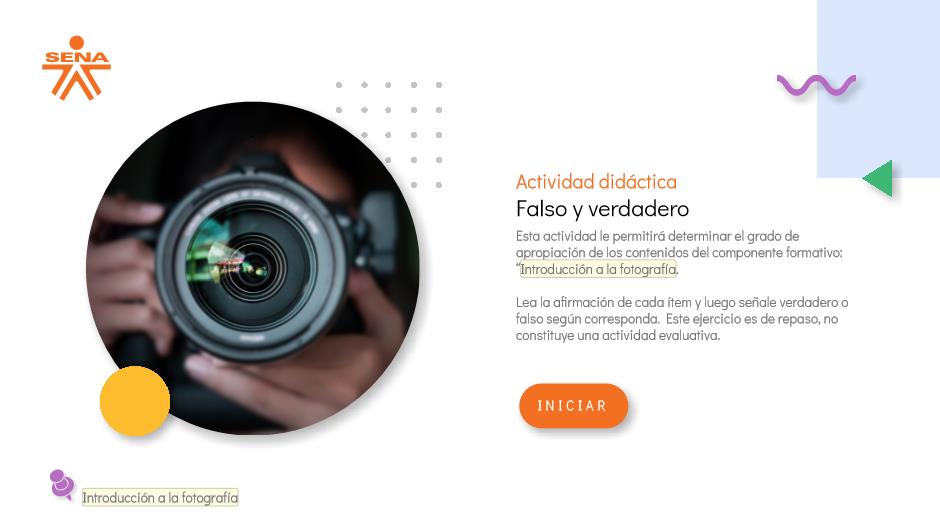 SENA
Actividad didáctica
Falso y verdadero
Esta actividad le permitirá determinar el grado de
apropiación de los contenidos del componente formativo:
“Introducción a la fotografía.
Lea la afirmación de cada ítem y luego señale verdadero o
falso según corresponda. Este ejercicio es de repaso, no
constituye una actividad evaluativa.
INICIAR
Introducción a la fotografía